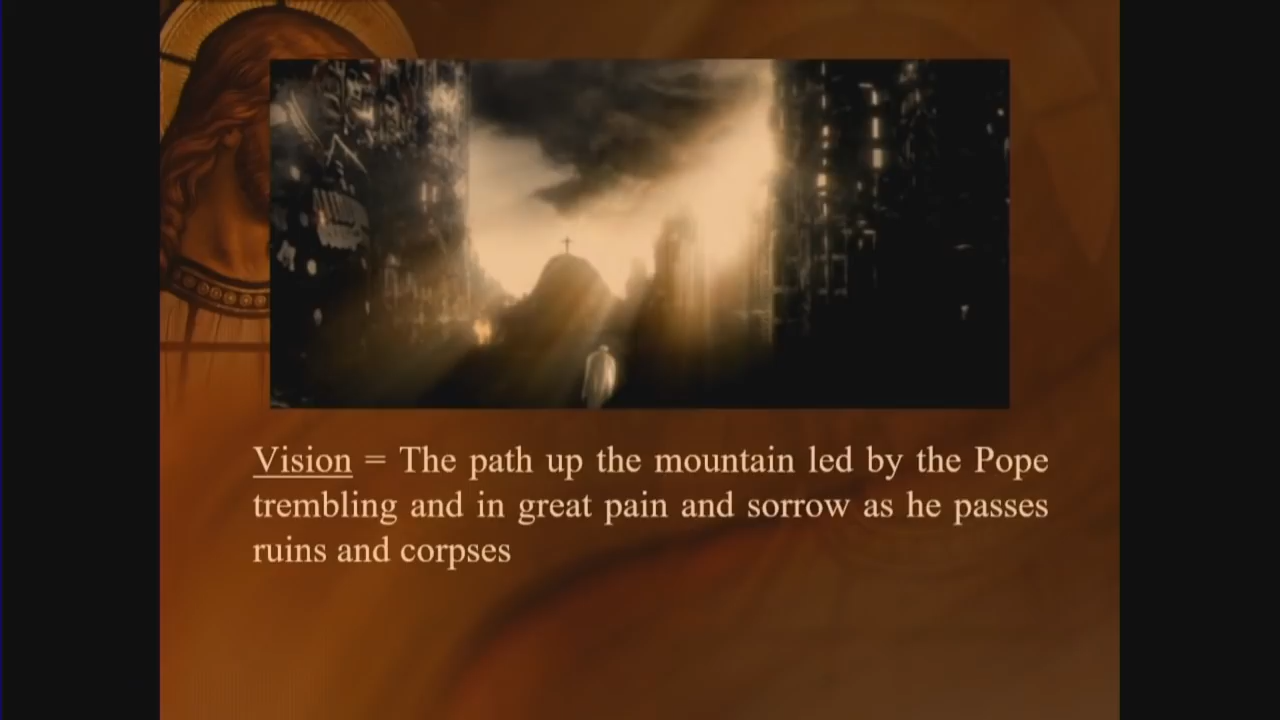 Vision = The path up the mountain led by the Pope
trembling and in great pain and sorrow as he passes
ruins and corpses